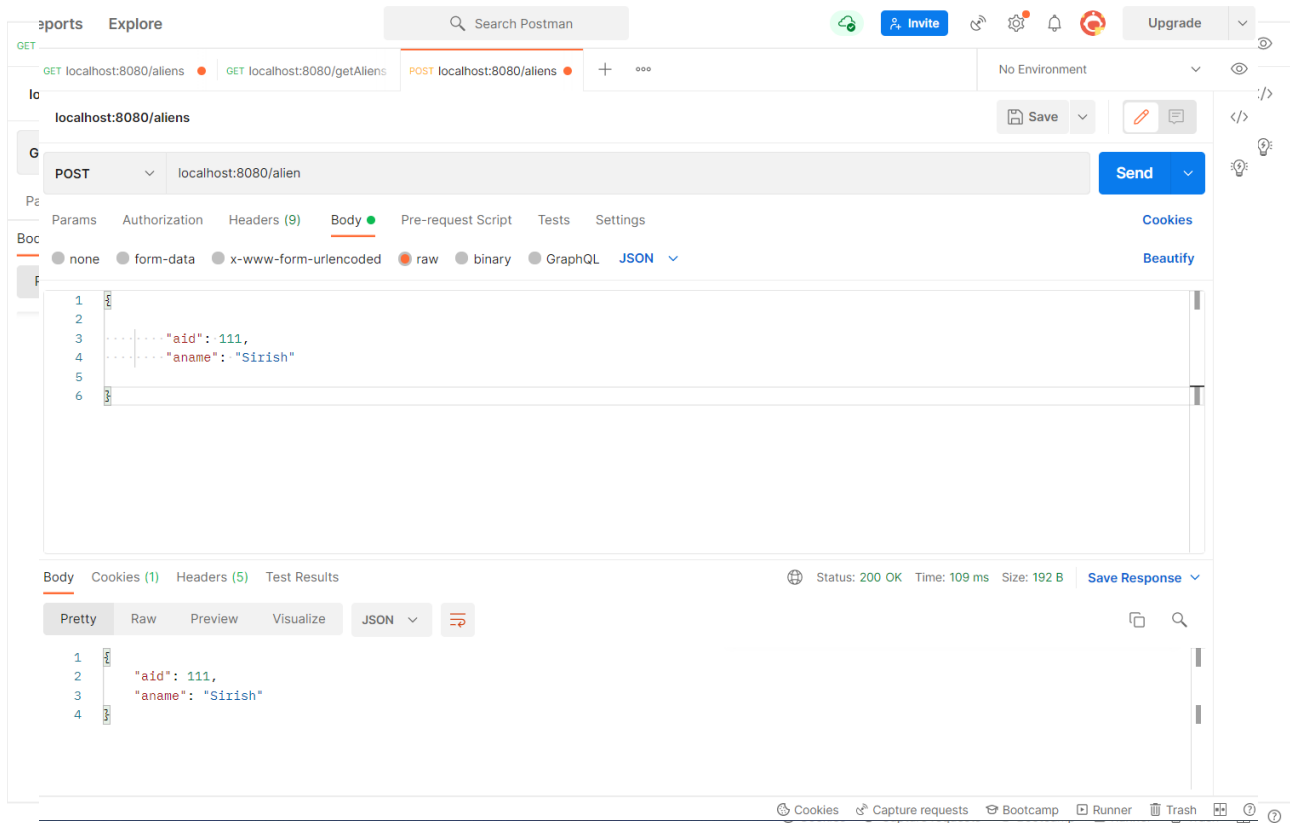 eports Explore Search Postman Invite Upgrade
GET
GET localhost:8080/aliens GET localhost:8080/getAliens POST localhost:8080/aliens No Environment
lo
localhost:8080/aliens Save
G
POST localhost:8080/alien Send
Pa
Params Authorization Headers (9) Body Pre-request Script Tests Settings Cookies
Boc
none form-data x-www-form-urlencoded raw binary GraphQL JSON Beautify
1 {
2
3 "aid": 111,
4 "aname": "Sirish"
5
6 }
Body Cookies (1) Headers (5) Test Results Status: 200 OK Time: 109 ms Size: 192 B Save Response
Pretty Raw Preview Visualize JSON
1 {
2 "aid": 111,
3 "aname": "Sirish"
4 }
Cookies Capture requests Bootcamp Runner Trash